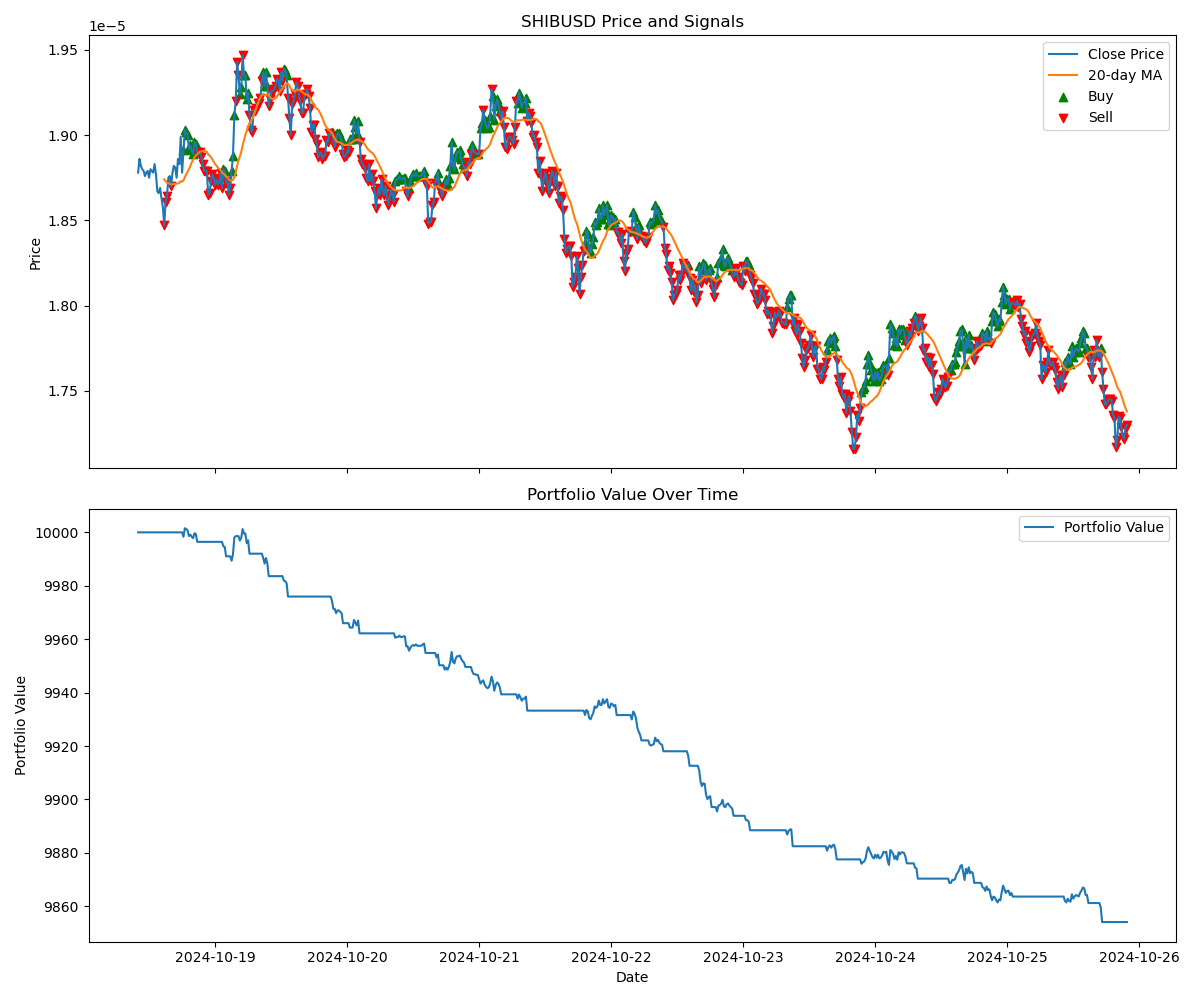 SHIBUSD Price and Signals
1e−5
1.95
1.90
1.85
1.80
1.75
Price
Close Price
20-day MA
Buy
Sell
Portfolio Value Over Time
10000
9980
9960
9940
9920
9900
9880
9860
Portfolio Value
Portfolio Value
2024-10-19
2024-10-20
2024-10-21
2024-10-22
2024-10-23
2024-10-24
2024-10-25
2024-10-26
Date